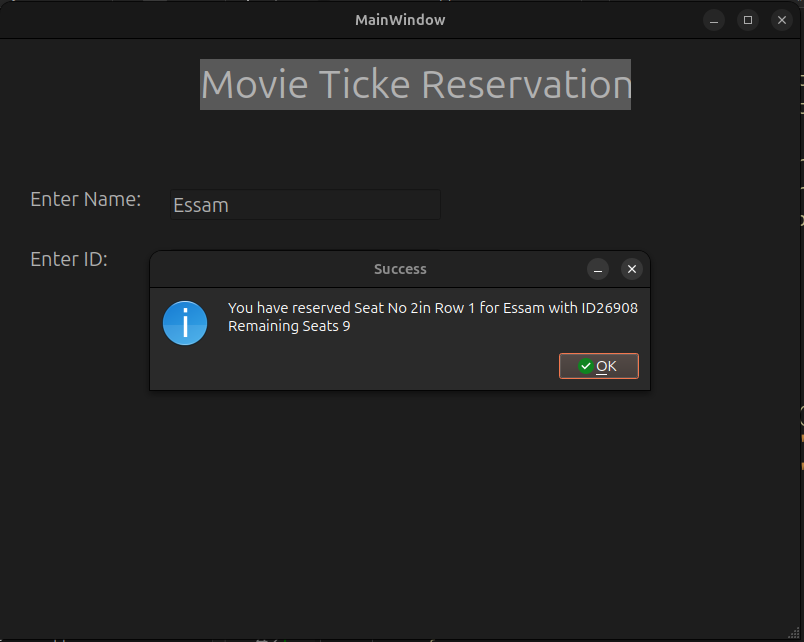 MainWindow
Movie Ticke Reservation
Enter Name:
Essam
Enter ID:
Success
You have reserved Seat No 2in Row 1 for Essam with ID26908
Remaining Seats 9
OK